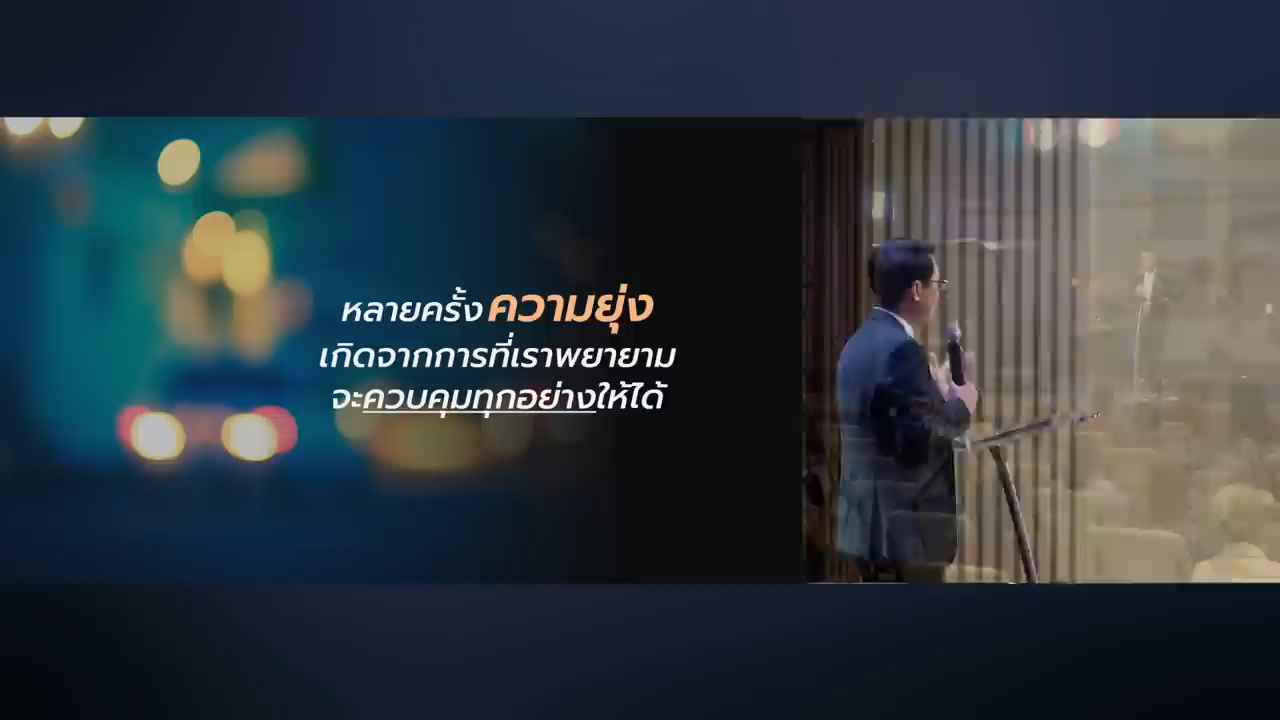 หลายครั้ง ความยุ่ง
เกิดจากการที่เราพยายาม
จะควบคุมทุกอย่างให้ได้